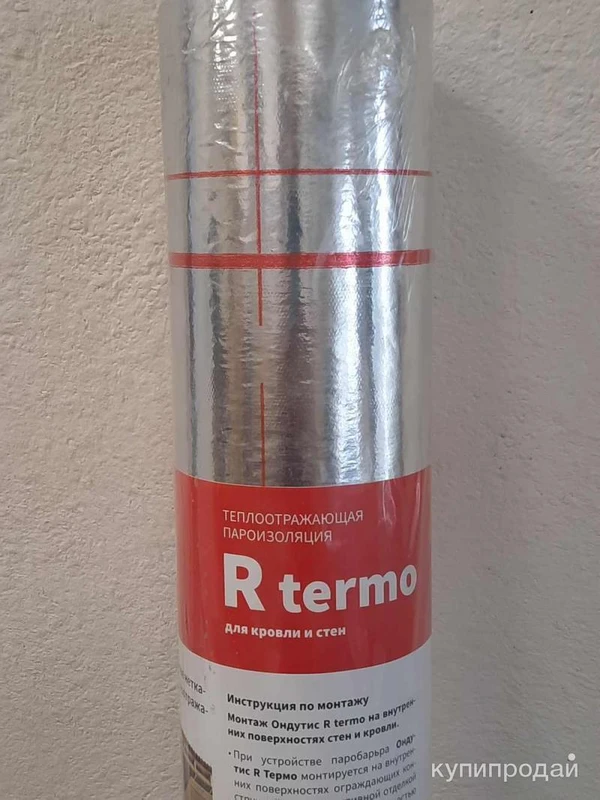 ТЕПЛООТРАЖАЮЩАЯ
ПАРОИЗОЛЯЦИЯ
R termo
для кровли и стен
Инструкция по монтажу
Монтаж Ондутис R termo на внутрен-
них поверхностях стен и кровли.
• При устройстве паробарьра Онду-
тис R Термо монтируется на внутрен-
них поверхностях ограждающих кон-
купипродай